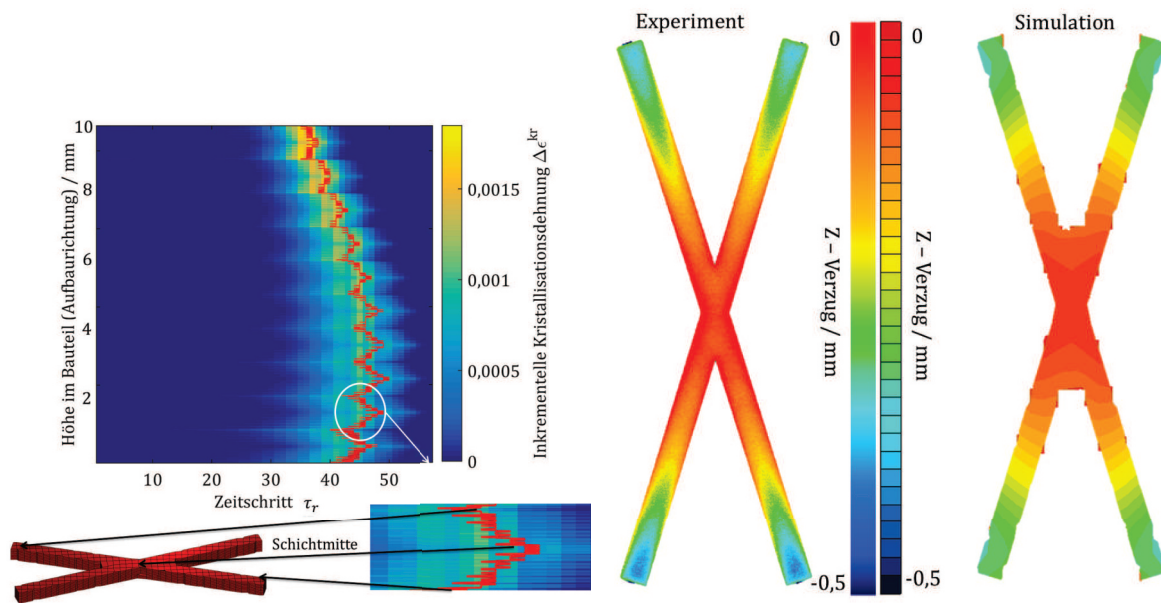 Höhe im Bauteil (Aufbaurichtung) / mm
10
8
6
4
2
10
20
30
40
50
Zeitschritt τᵣ
0,0015
0,001
0,0005
0
Inkrementelle Kristallisationsdehnung Δϵᵏʳ
Schichtmitte
Experiment
Simulation
0
-0,5
Z – Verzug / mm
0
-0,5
Z – Verzug / mm